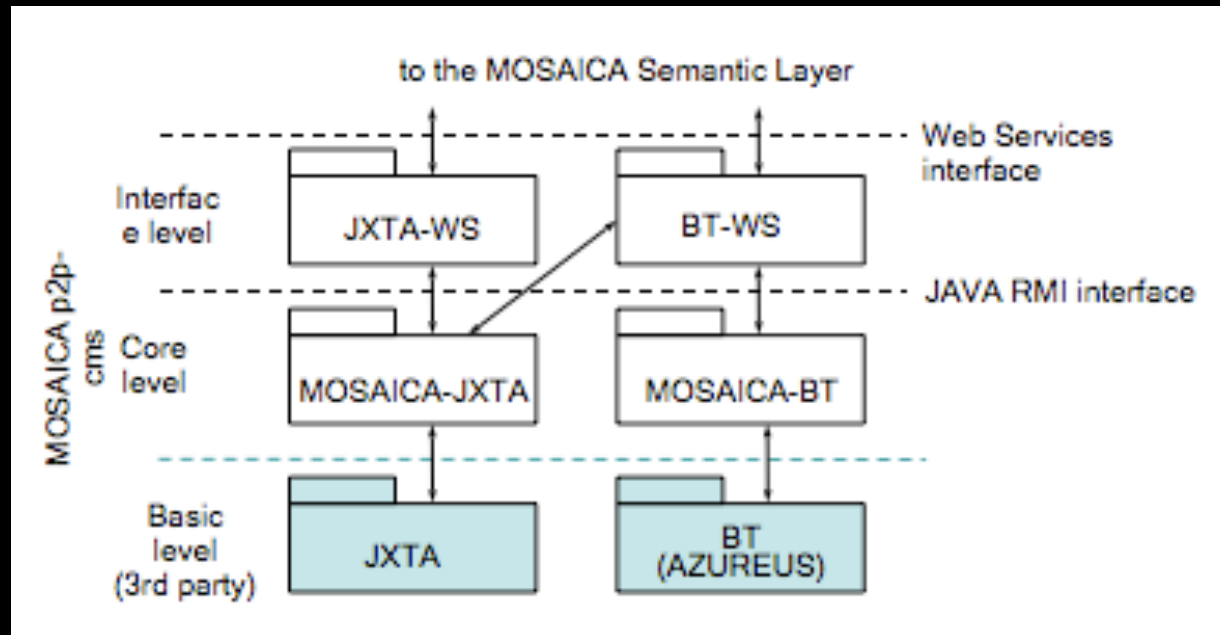 to the MOSAICA Semantic Layer
Web Services
interface
Interfac
e level
JXTA-WS
BT-WS
JAVA RMI interface
MOSAICA p2p-
cms
Core
level
MOSAICA-JXTA
MOSAICA-BT
Basic
level
(3rd party)
JXTA
BT
(AZUREUS)